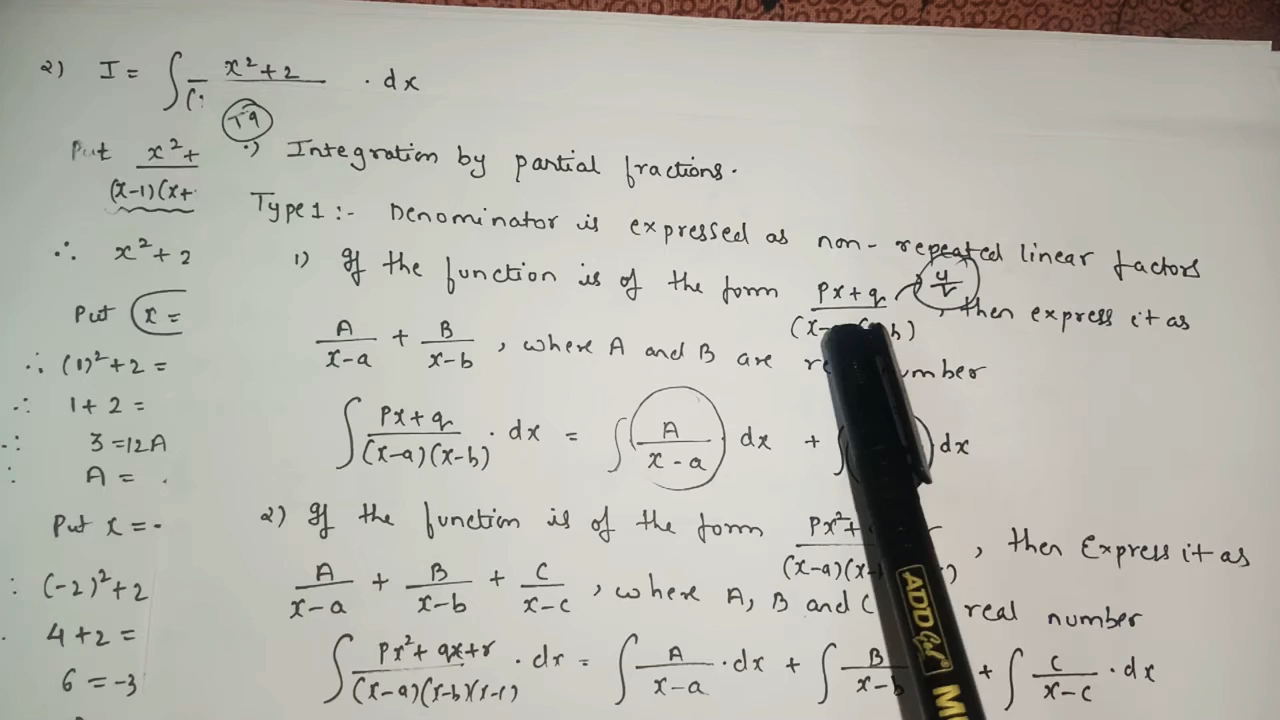 2) I = ∫ x²+2 / (: . dx
Put x²+ / (x-1)(x+
∴ x²+2
Put x =
∴ (1)²+2 =
∴ 1+2 =
∴ 3=12A
∴ A =
Put x = -
∴ (-2)²+2
4+2 =
6 = -3
T9
Integration by partial fractions.
Type 1 :- Denominator is expressed as non-repeated linear factors
1) If the function is of the form px+q / (x- b) , then express it as
A/(x-a) + B/(x-b) , where A and B are number
∫ px+q / (x-a)(x-b) . dx = ∫ A/(x-a) dx + ∫ dx
2) If the function is of the form px²+ / (x-a)(x- ) , then Express it as
A/(x-a) + B/(x-b) + C/(x-c) , where A, B and C real number
∫ px²+qx+r / (x-a)(x-b)(x-c) . dx = ∫ A/(x-a) . dx + ∫ B/(x-b + ∫ C/(x-c) . dx
ADD Gel